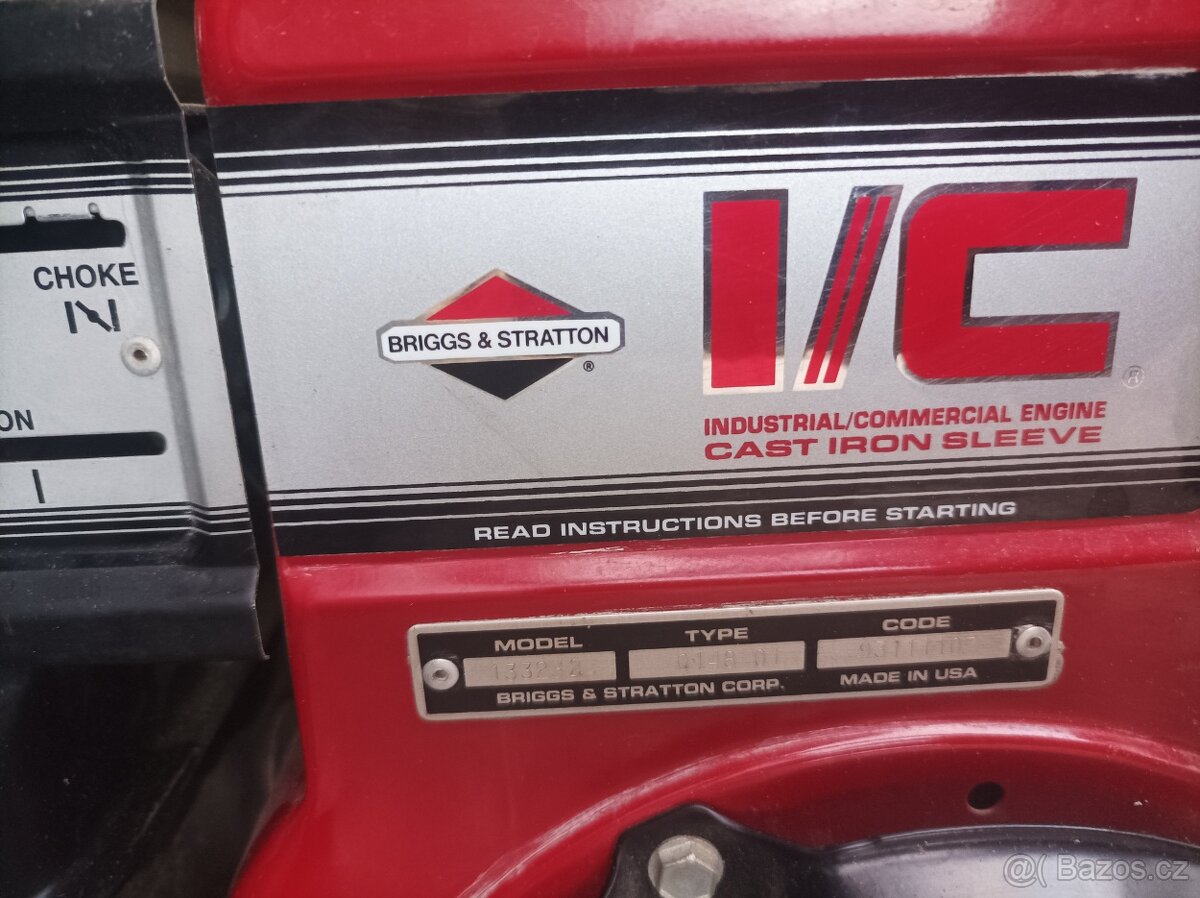 CHOKE
ON
I
BRIGGS & STRATTON
®
I/C
®
INDUSTRIAL/COMMERCIAL ENGINE
CAST IRON SLEEVE
READ INSTRUCTIONS BEFORE STARTING
MODEL TYPE CODE
BRIGGS & STRATTON CORP. MADE IN USA
Bazos.cz